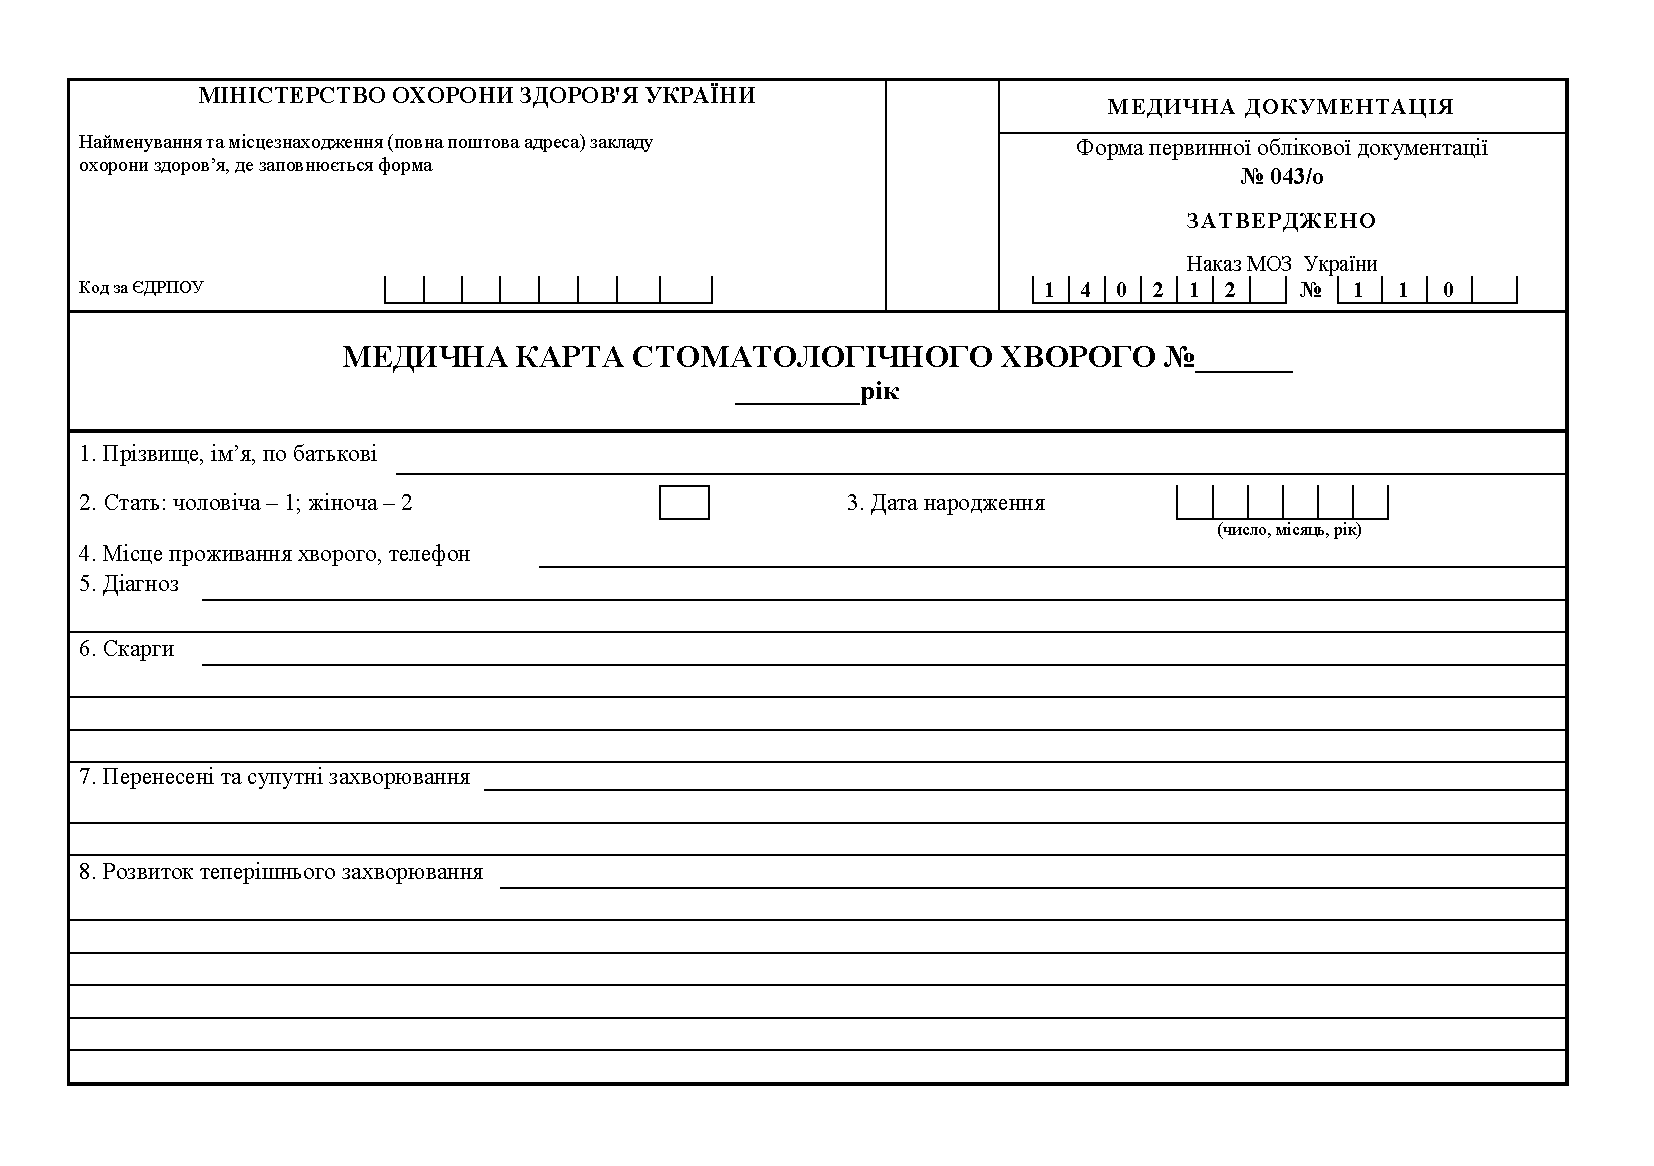 МІНІСТЕРСТВО ОХОРОНИ ЗДОРОВ'Я УКРАЇНИ
Найменування та місцезнаходження (повна поштова адреса) закладу
охорони здоров’я, де заповнюється форма
Код за ЄДРПОУ
МЕДИЧНА ДОКУМЕНТАЦІЯ
Форма первинної облікової документації
№ 043/о
ЗАТВЕРДЖЕНО
Наказ МОЗ України
1 4 0 2 1 2 № 1 1 0
МЕДИЧНА КАРТА СТОМАТОЛОГІЧНОГО ХВОРОГО №_______
_________рік
1. Прізвище, ім’я, по батькові
2. Стать: чоловіча – 1; жіноча – 2 3. Дата народження
(число, місяць, рік)
4. Місце проживання хворого, телефон
5. Діагноз
6. Скарги
7. Перенесені та супутні захворювання
8. Розвиток теперішнього захворювання